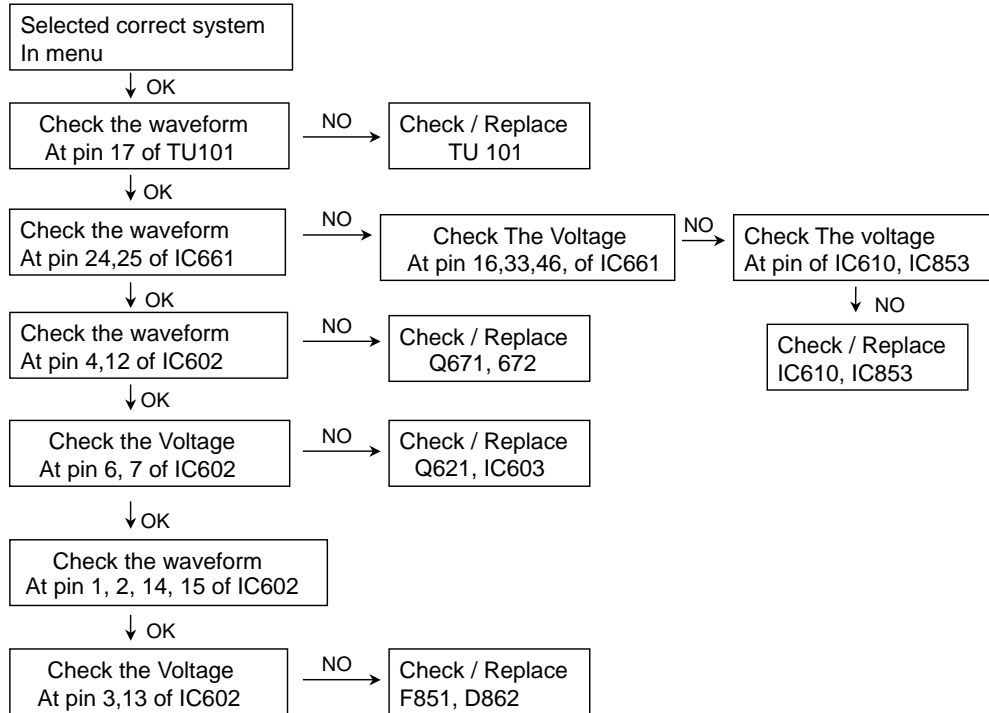 Selected correct system
In menu
OK
Check the waveform
At pin 17 of TU101
NO
Check / Replace
TU 101
OK
Check the waveform
At pin 24,25 of IC661
NO
Check The Voltage
At pin 16,33,46, of IC661
NO
Check The voltage
At pin of IC610, IC853
NO
Check / Replace
IC610, IC853
OK
Check the waveform
At pin 4,12 of IC602
NO
Check / Replace
Q671, 672
OK
Check the Voltage
At pin 6, 7 of IC602
NO
Check / Replace
Q621, IC603
OK
Check the waveform
At pin 1, 2, 14, 15 of IC602
OK
Check the Voltage
At pin 3,13 of IC602
NO
Check / Replace
F851, D862